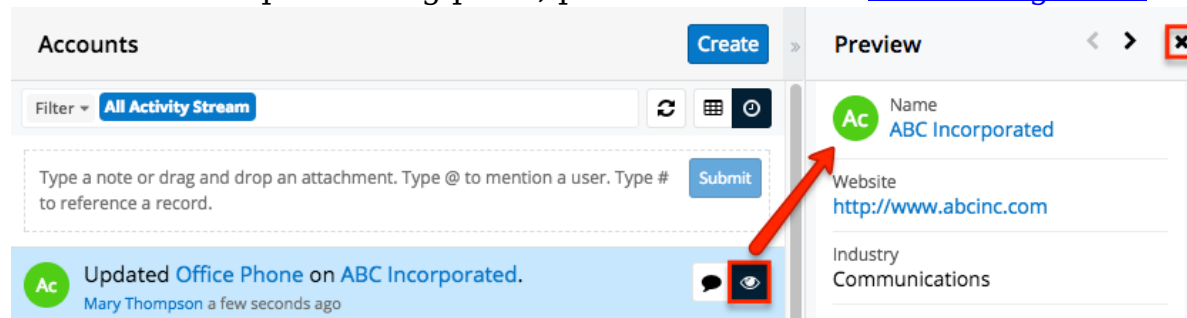 Accounts
Create
»
Preview
Filter
All Activity Stream
Type a note or drag and drop an attachment. Type @ to mention a user. Type #
to reference a record.
Submit
Ac
Updated Office Phone on ABC Incorporated.
Mary Thompson a few seconds ago
Ac
Name
ABC Incorporated
Website
http://www.abcinc.com
Industry
Communications